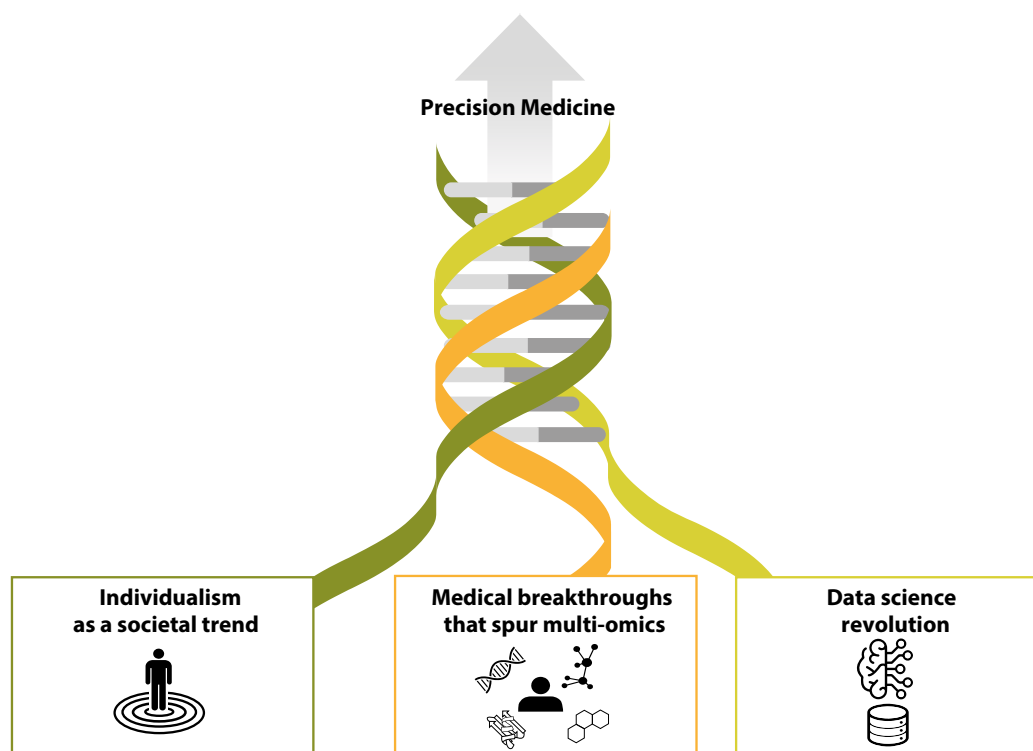 Precision Medicine
Individualism
as a societal trend
Medical breakthroughs
that spur multi-omics
Data science
revolution